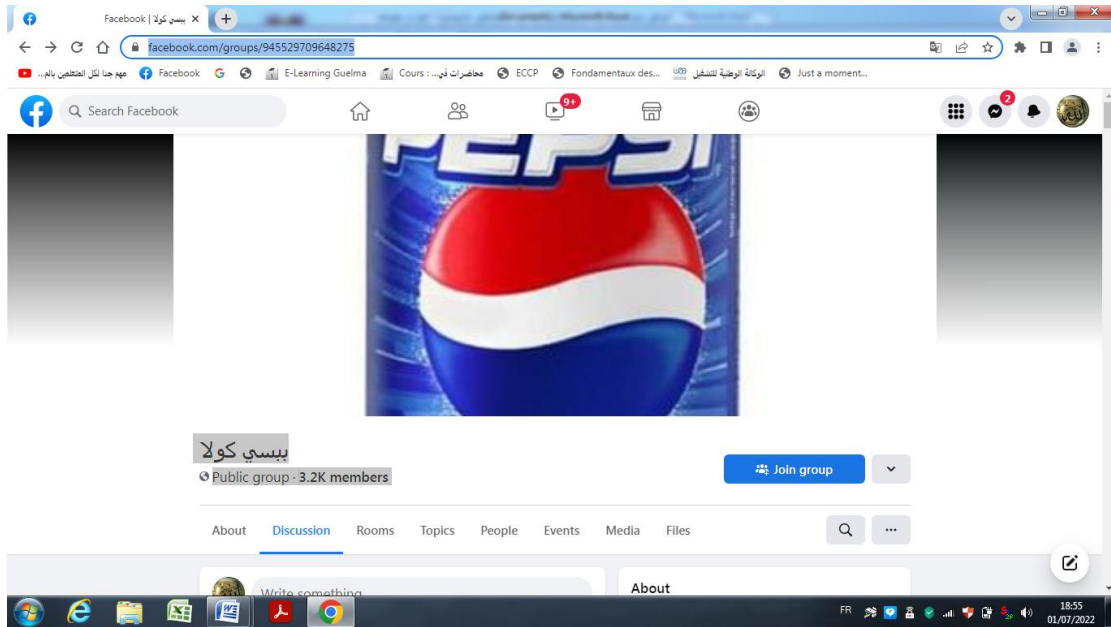 ببسي كولا | Facebook
facebook.com/groups/945529709648275
مهم جدا لكل المتعلمين بالم...
Facebook
E-Learning Guelma
Cours : محاضرات في...
ECCP
Fondamentaux des...
الوكالة الوطنية للتشغيل
Just a moment...
Search Facebook
9+
2
PEPSI
ببسي كولا
Public group · 3.2K members
Join group
About Discussion Rooms Topics People Events Media Files
Write something
About
FR
18:55
01/07/2022